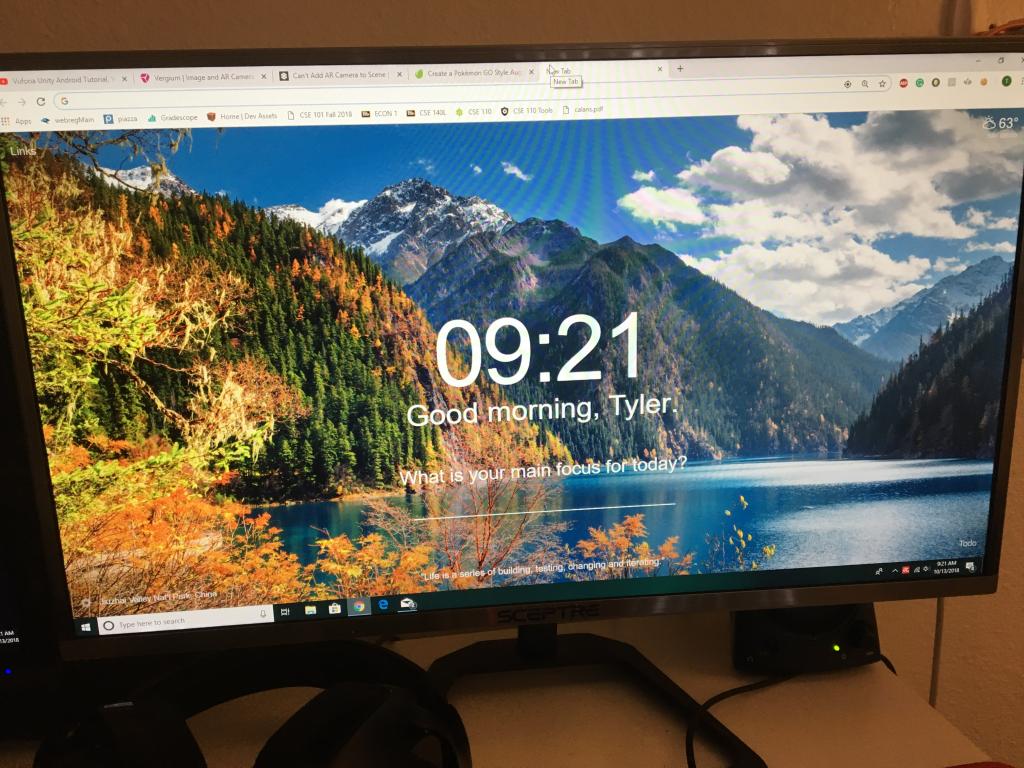 Vuforia Unity Android Tutorial,
Vergium | Image and AR Camera
Can't Add AR Camera to Scene
Create a Pokémon GO Style Aug
New Tab
New Tab
G
Apps
webregMain
piazza
Gradescope
Home | Dev Assets
CSE 101 Fall 2018
ECON 1
CSE 140L
CSE 110
CSE 110 Tools
calans.pdf
Links
63°
09:21
Good morning, Tyler.
What is your main focus for today?
Todo
"Life is a series of building, testing, changing and iterating."
Jiuzhai Valley Nat'l Park, China
Type here to search
9:21 AM
10/13/2018
SCEPTRE